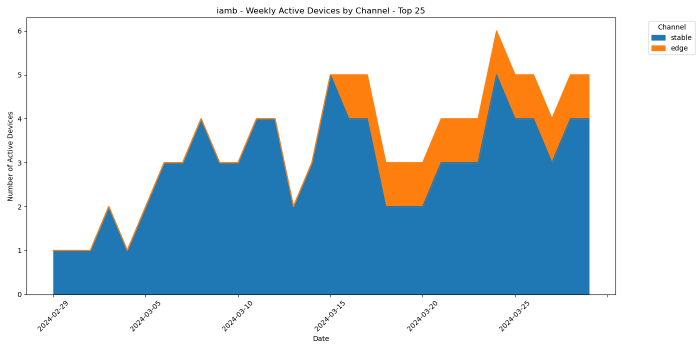 iamb - Weekly Active Devices by Channel - Top 25
Channel
stable
edge
Number of Active Devices
6
5
4
3
2
1
0
2024-02-29
2024-03-05
2024-03-10
2024-03-15
2024-03-20
2024-03-25
Date